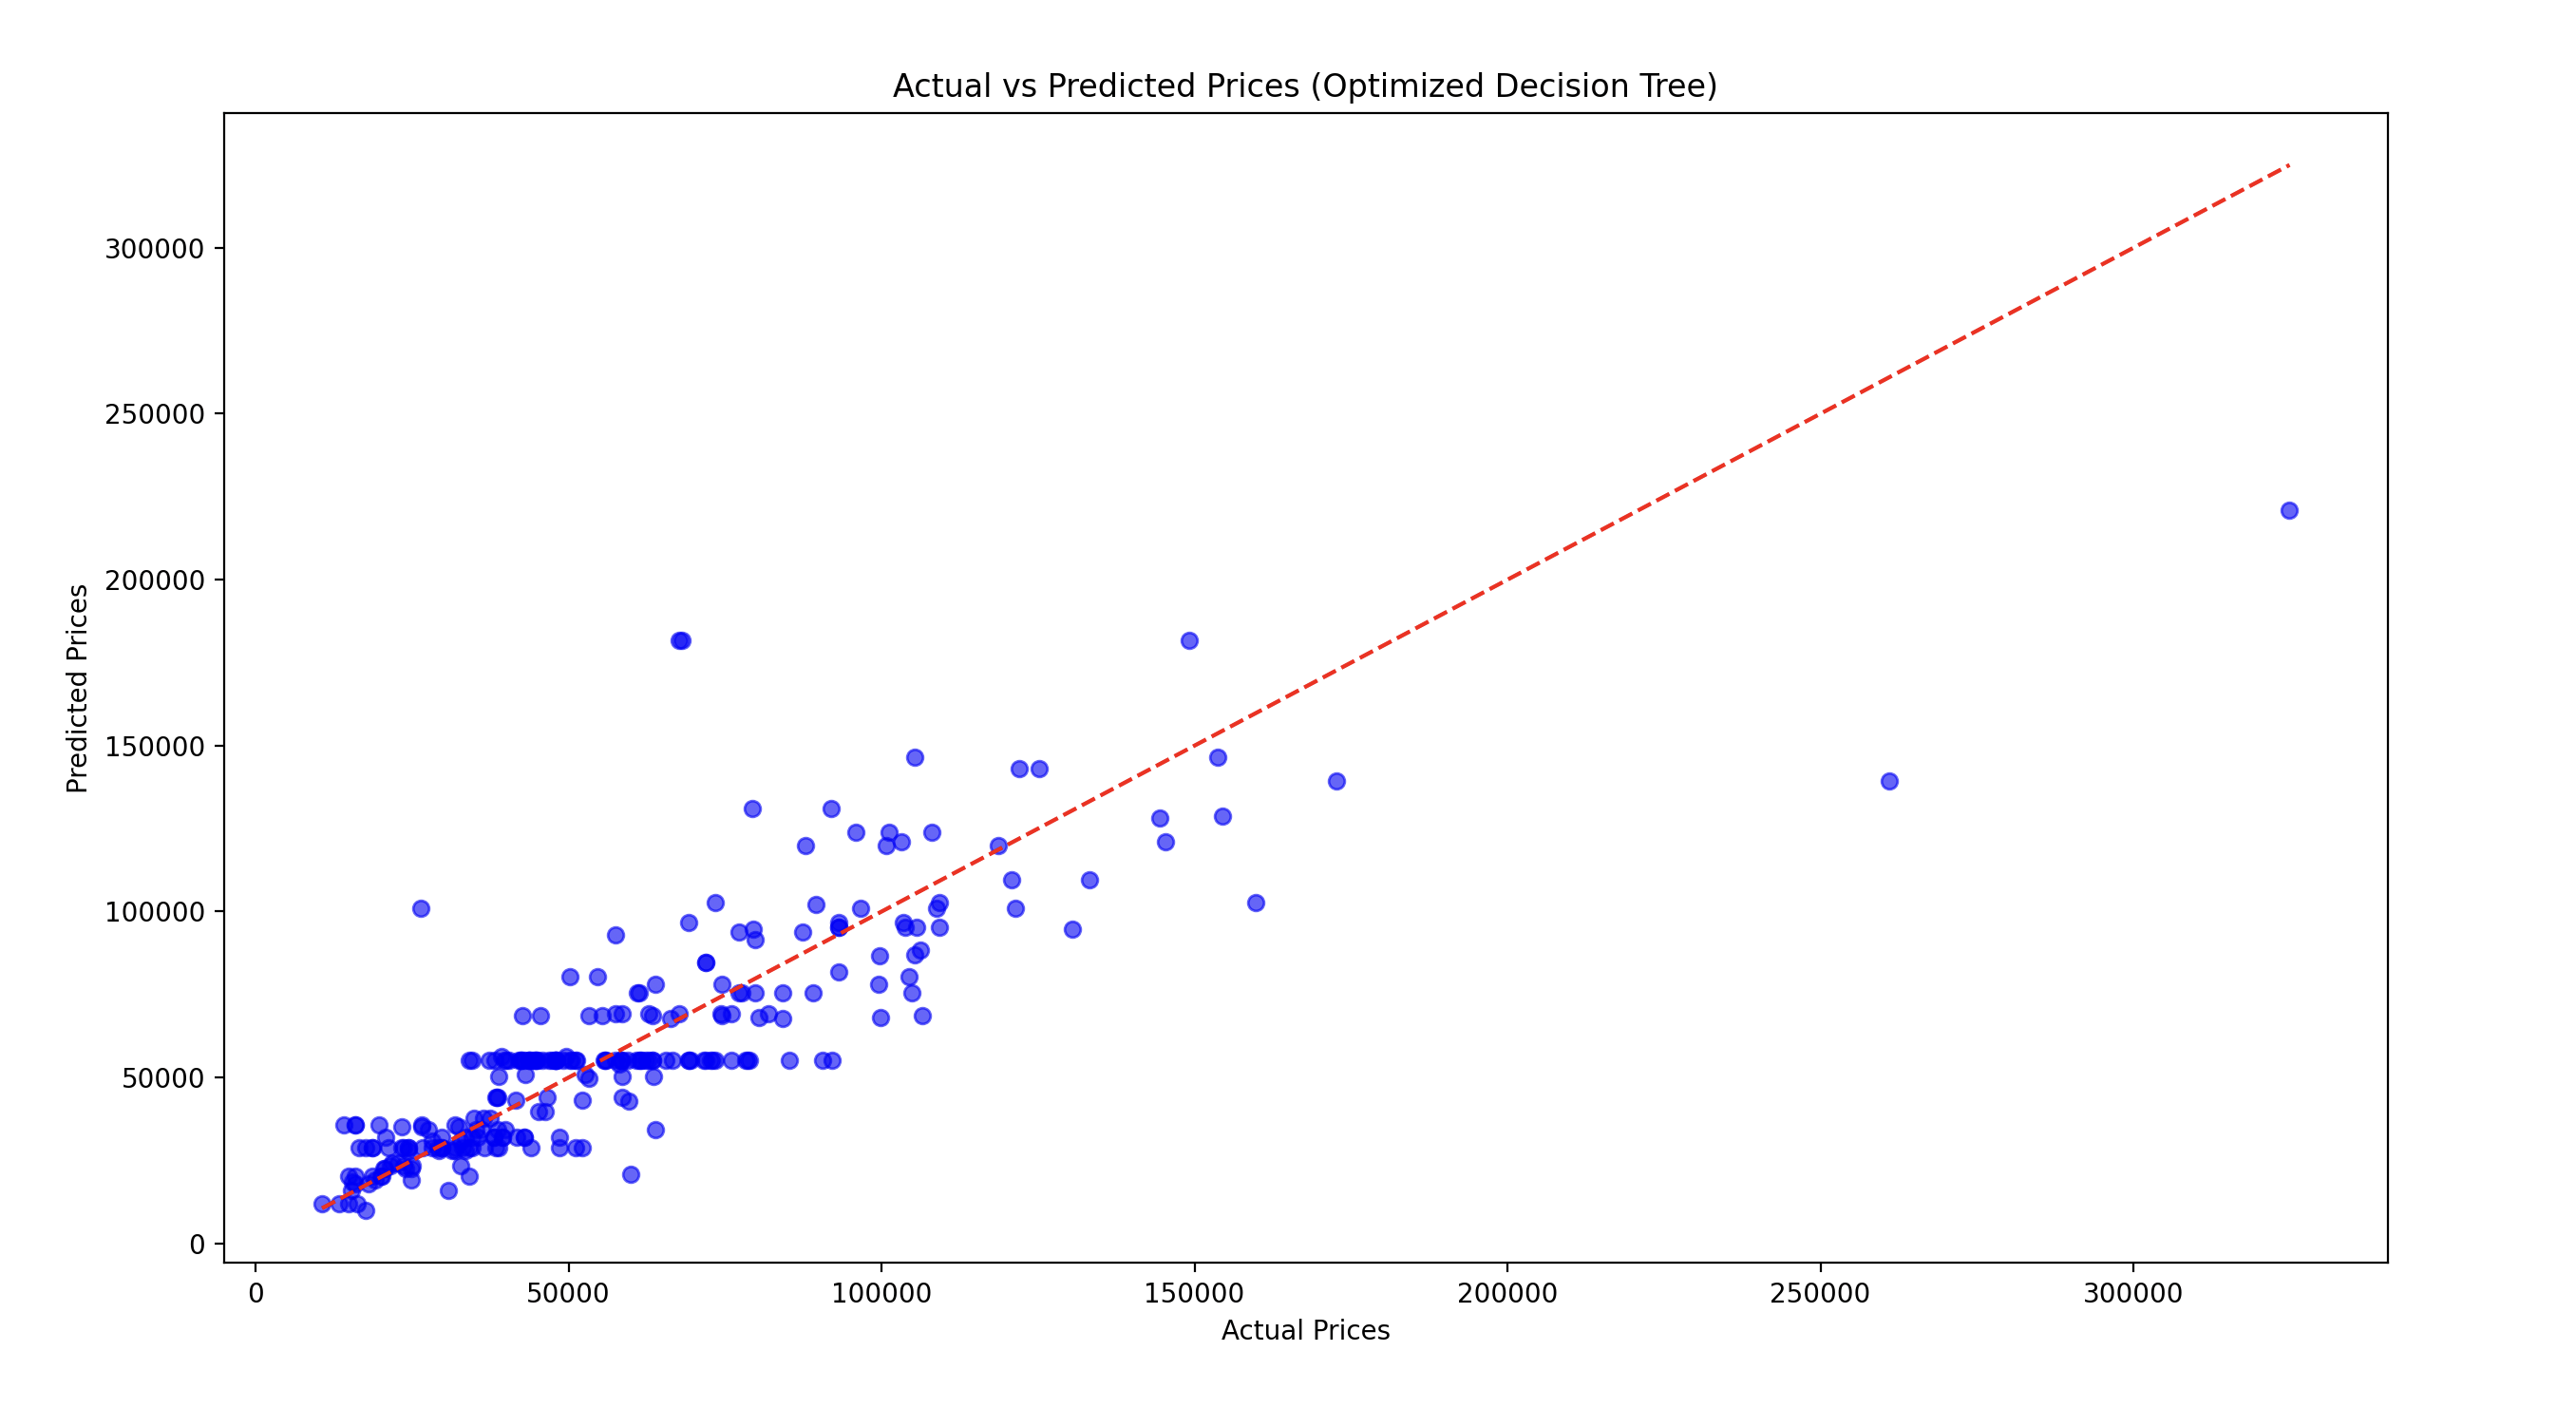 Actual vs Predicted Prices (Optimized Decision Tree)
Predicted Prices
300000
250000
200000
150000
100000
50000
0
0 50000 100000 150000 200000 250000 300000
Actual Prices